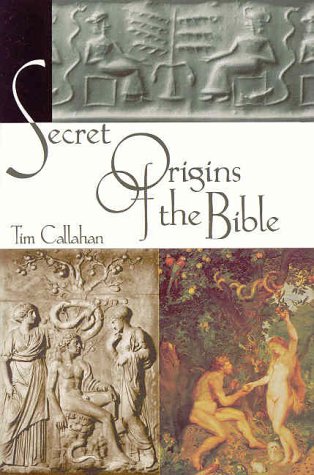 Secret
Origins
Of the Bible
Tim Callahan